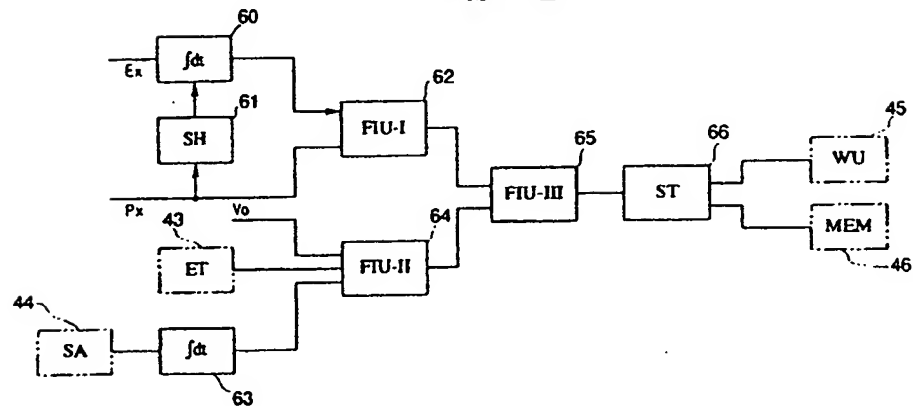 60
Ex
∫dt
61
SH
62
FIU-I
Px
Vo
43
ET
64
FIU-II
44
SA
∫dt
63
65
FIU-III
66
ST
45
WU
MEM
46